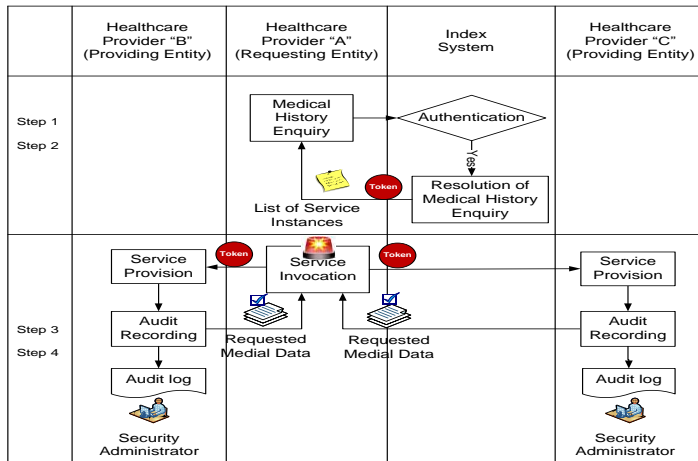 Healthcare
Provider “B”
(Providing Entity)
Healthcare
Provider “A”
(Requesting Entity)
Index
System
Healthcare
Provider “C”
(Providing Entity)
Step 1
Step 2
Medical
History
Enquiry
Authentication
Yes
Token
Resolution of
Medical History
Enquiry
List of Service
Instances
Step 3
Step 4
Service
Provision
Token
Service
Invocation
Token
Service
Provision
Audit
Recording
Requested
Medial Data
Requested
Medial Data
Audit
Recording
Audit log
Audit log
Security
Administrator
Security
Administrator